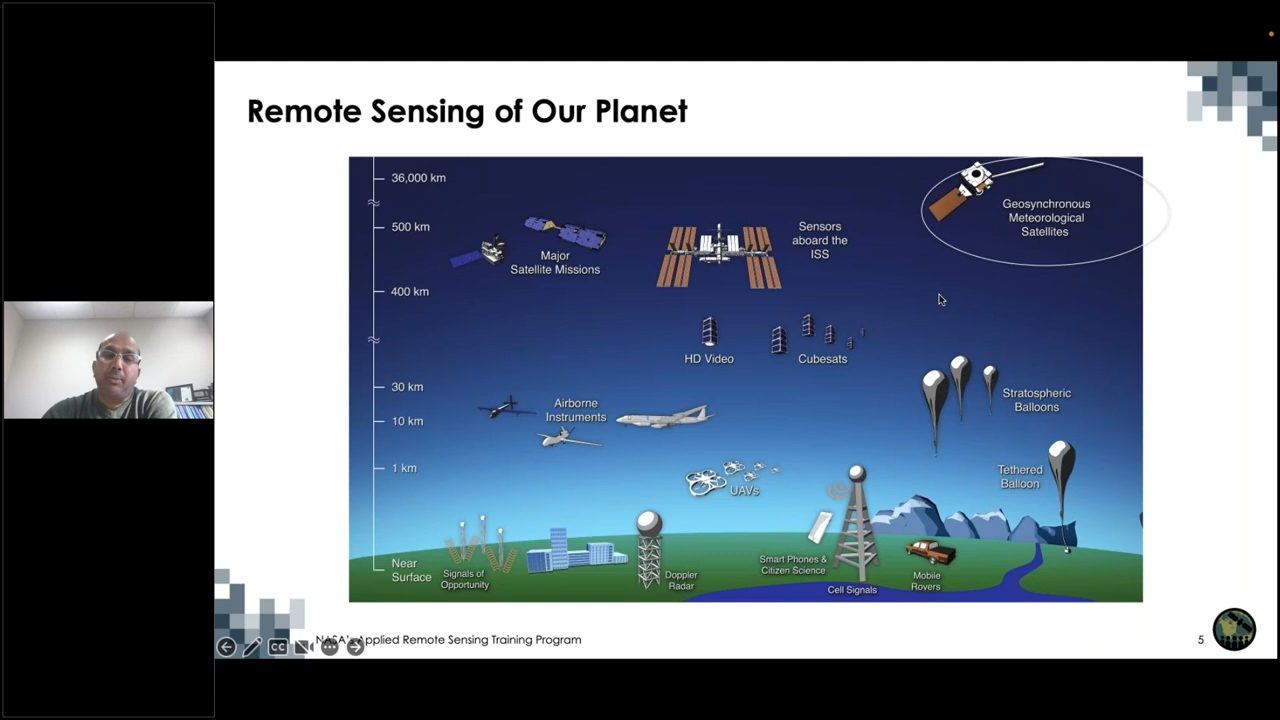 Remote Sensing of Our Planet
36,000 km
500 km
400 km
30 km
10 km
1 km
Near
Surface
Major
Satellite Missions
Sensors
aboard the
ISS
Geosynchronous
Meteorological
Satellites
HD Video
Cubesats
Airborne
Instruments
Stratospheric
Balloons
UAVs
Tethered
Balloon
Signals of
Opportunity
Doppler
Radar
Smart Phones &
Citizen Science
Cell Signals
Mobile
Rovers
NASA's Applied Remote Sensing Training Program
5
CC